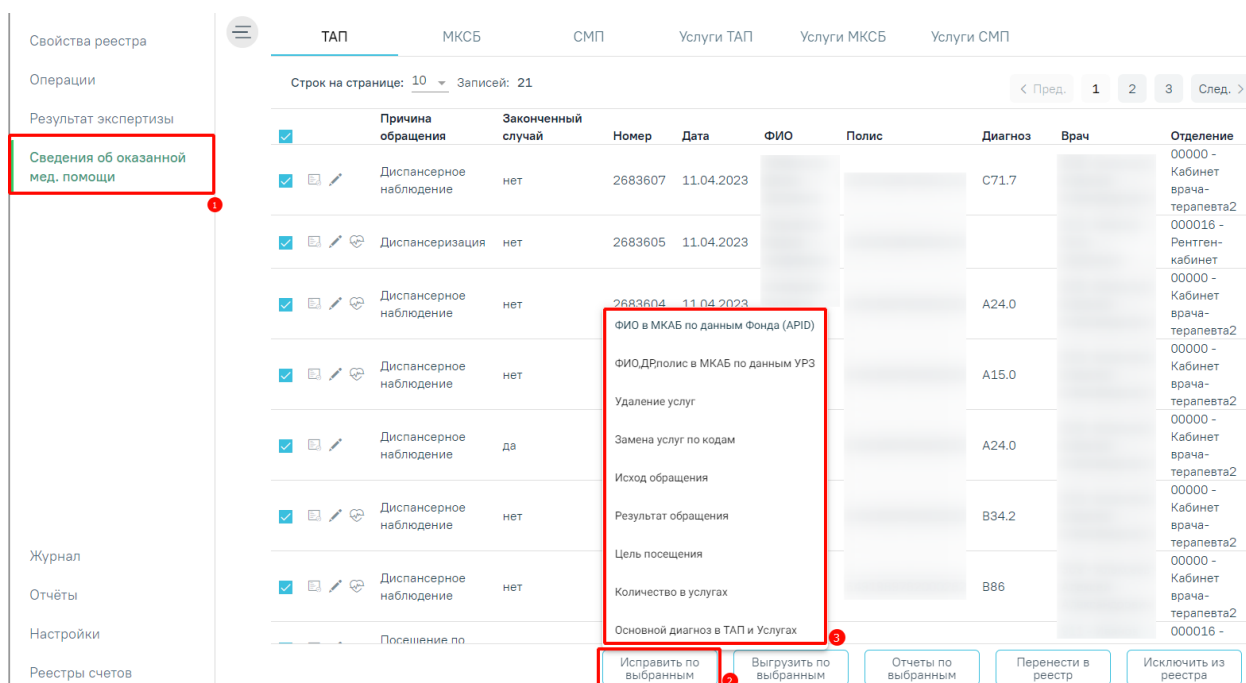 Свойства реестра
Операции
Результат экспертизы
Сведения об оказанной
мед. помощи
1
Журнал
Отчёты
Настройки
Реестры счетов
ТАП МКСБ СМП Услуги ТАП Услуги МКСБ Услуги СМП
Строк на странице: 10 Записей: 21
< Пред. 1 2 3 След. >
Причина обращения Законченный случай Номер Дата ФИО Полис Диагноз Врач Отделение
Диспансерное наблюдение нет 2683607 11.04.2023 C71.7 00000 - Кабинет врача-терапевта2
Диспансеризация нет 2683605 11.04.2023 000016 - Рентген-кабинет
Диспансерное наблюдение нет 2683604 11.04.2023 A24.0 00000 - Кабинет врача-терапевта2
Диспансерное наблюдение нет A15.0 00000 - Кабинет врача-терапевта2
Диспансерное наблюдение да A24.0 00000 - Кабинет врача-терапевта2
Диспансерное наблюдение нет B34.2 00000 - Кабинет врача-терапевта2
Диспансерное наблюдение нет B86 00000 - Кабинет врача-терапевта2
Посещение по 000016 -
ФИО в МКАБ по данным Фонда (APID)
ФИО,ДР,полис в МКАБ по данным УРЗ
Удаление услуг
Замена услуг по кодам
Исход обращения
Результат обращения
Цель посещения
Количество в услугах
Основной диагноз в ТАП и Услугах
3
Исправить по выбранным
2
Выгрузить по выбранным
Отчеты по выбранным
Перенести в реестр
Исключить из реестра